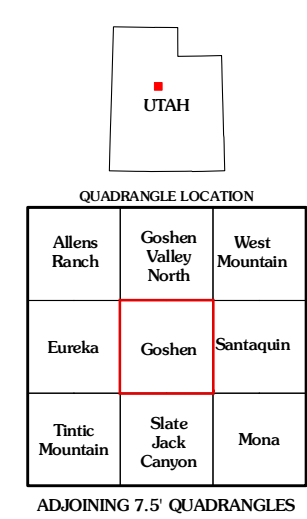 UTAH
QUADRANGLE LOCATION
Allens
Ranch
Goshen
Valley
North
West
Mountain
Eureka
Goshen
Santaquin
Tintic
Mountain
Slate
Jack
Canyon
Mona
ADJOINING 7.5' QUADRANGLES